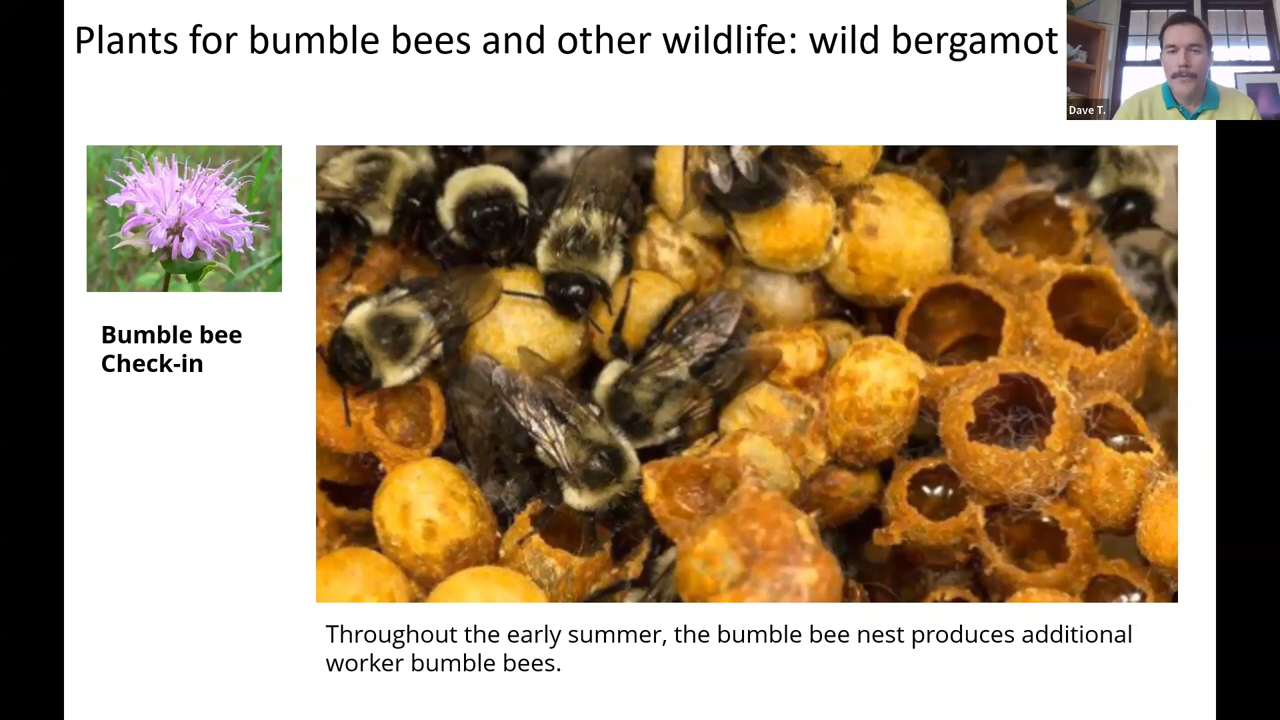 Plants for bumble bees and other wildlife: wild bergamot
Dave T.
Bumble bee
Check-in
Throughout the early summer, the bumble bee nest produces additional
worker bumble bees.